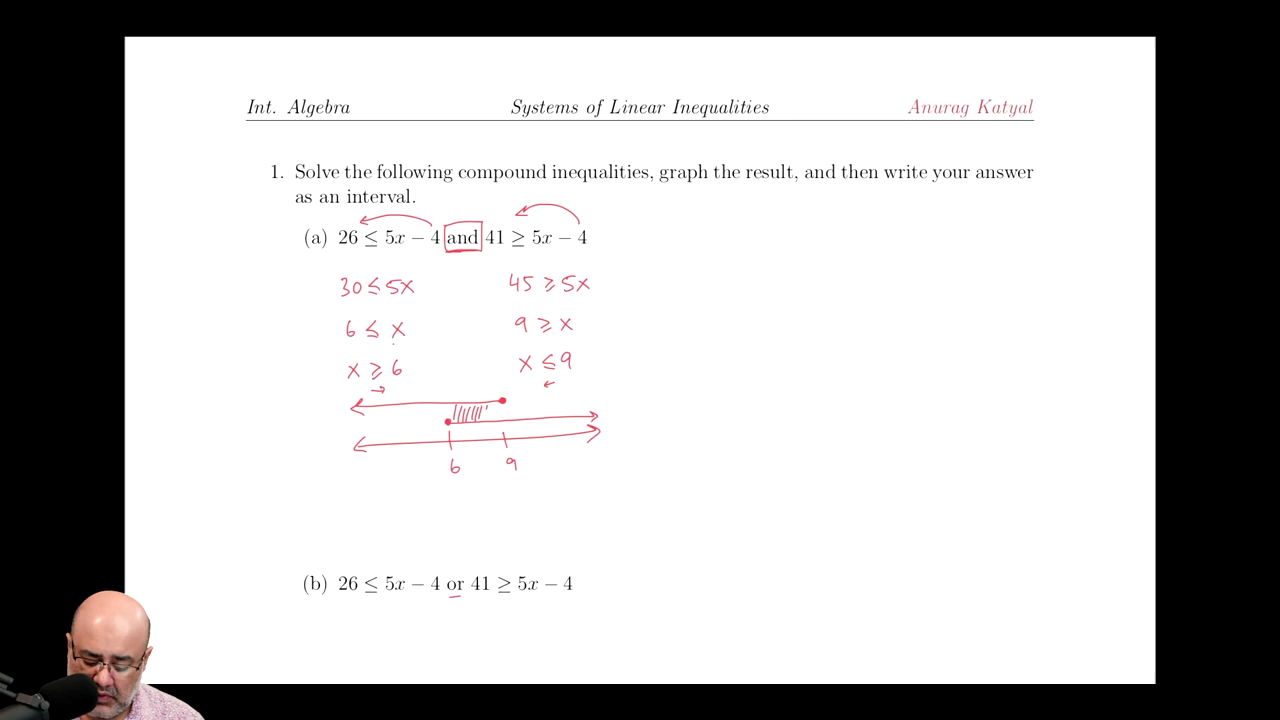 Int. Algebra Systems of Linear Inequalities Anurag Katyal
1. Solve the following compound inequalities, graph the result, and then write your answer
as an interval.
(a) 26 ≤ 5x − 4 and 41 ≥ 5x − 4
30 ≤ 5x 45 ≥ 5x
6 ≤ x 9 ≥ x
x ≥ 6 x ≤ 9
6 9
(b) 26 ≤ 5x − 4 or 41 ≥ 5x − 4